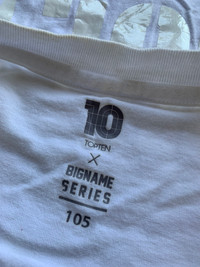 10
TOPTEN
×
BIGNAME
SERIES
105